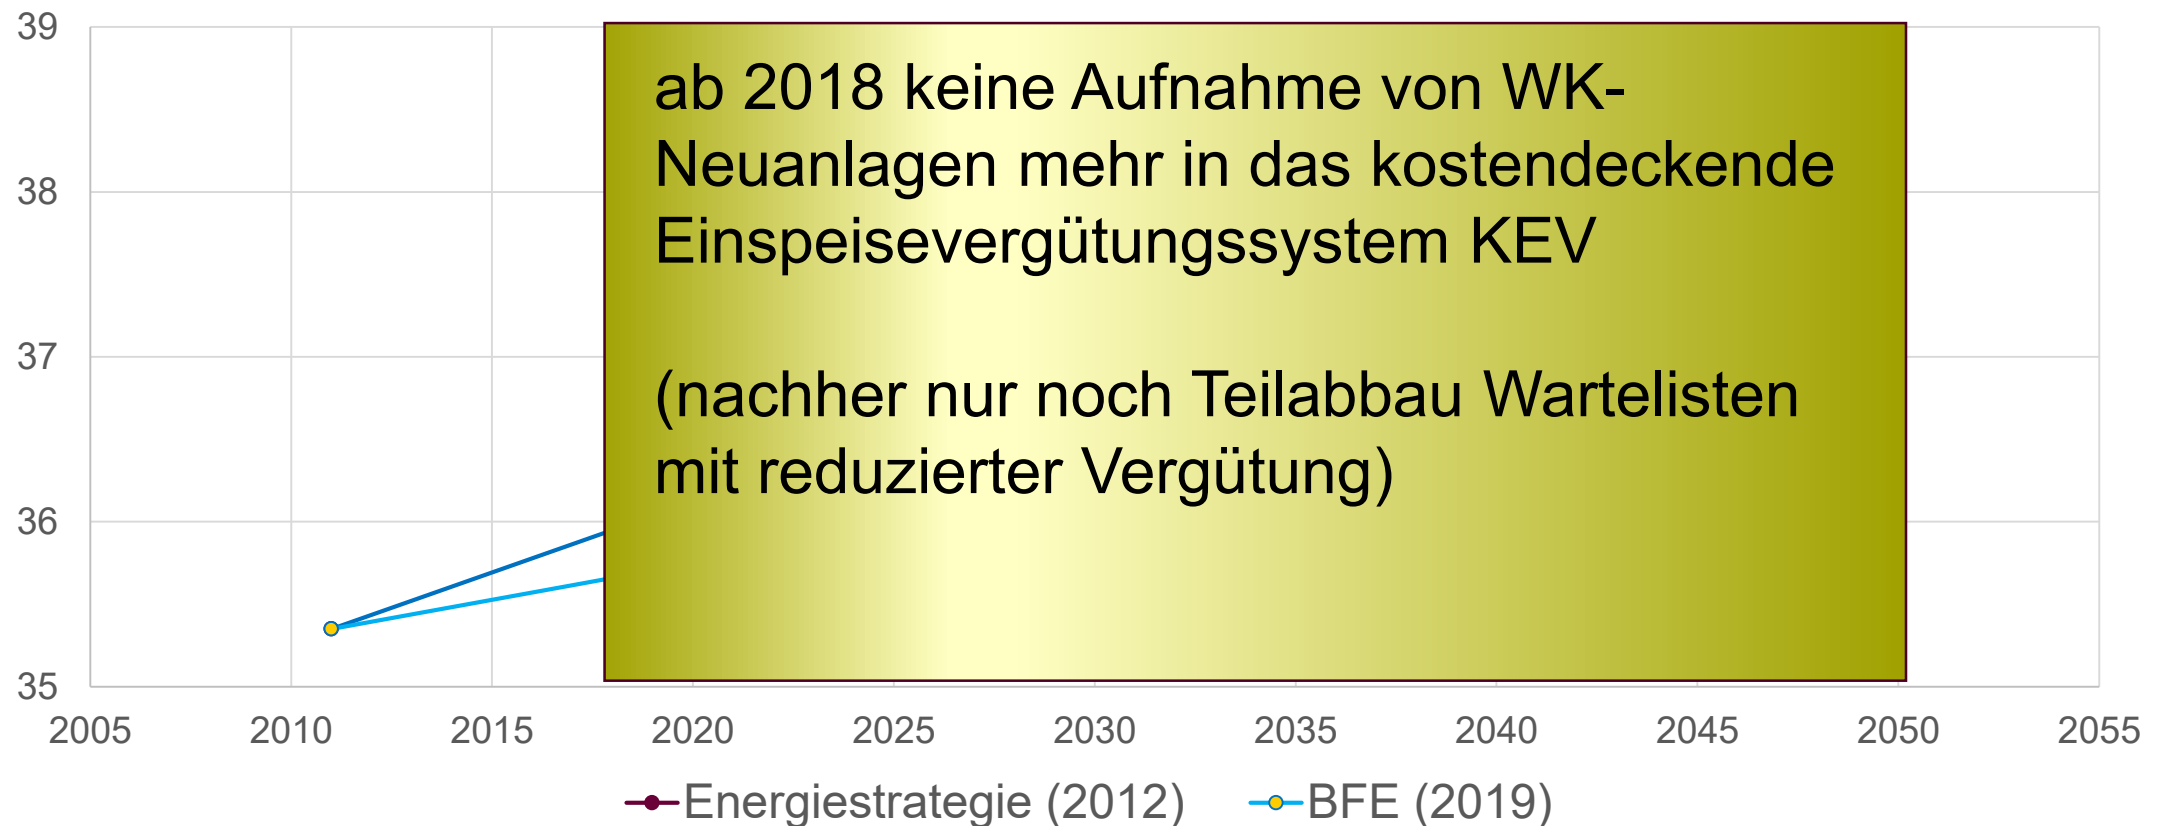 39
38
37
36
35
ab 2018 keine Aufnahme von WK-
Neuanlagen mehr in das kostendeckende
Einspeisevergütungssystem KEV
(nachher nur noch Teilabbau Wartelisten
mit reduzierter Vergütung)
2005 2010 2015 2020 2025 2030 2035 2040 2045 2050 2055
Energiestrategie (2012) BFE (2019)